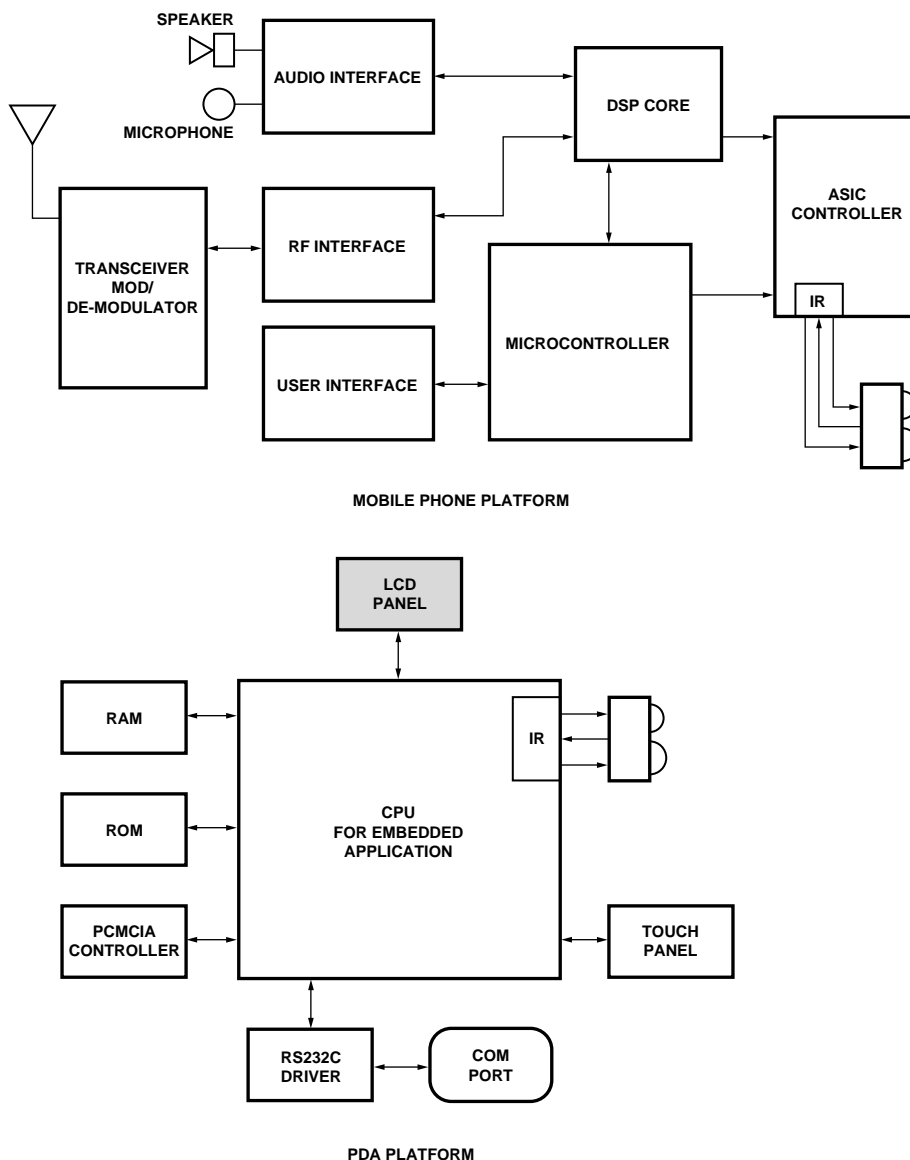 SPEAKER
AUDIO INTERFACE
MICROPHONE
DSP CORE
ASIC
CONTROLLER
RF INTERFACE
TRANSCEIVER
MOD/
DE-MODULATOR
IR
MICROCONTROLLER
USER INTERFACE
MOBILE PHONE PLATFORM
LCD
PANEL
RAM
IR
CPU
FOR EMBEDDED
APPLICATION
ROM
PCMCIA
CONTROLLER
TOUCH
PANEL
RS232C
DRIVER
COM
PORT
PDA PLATFORM